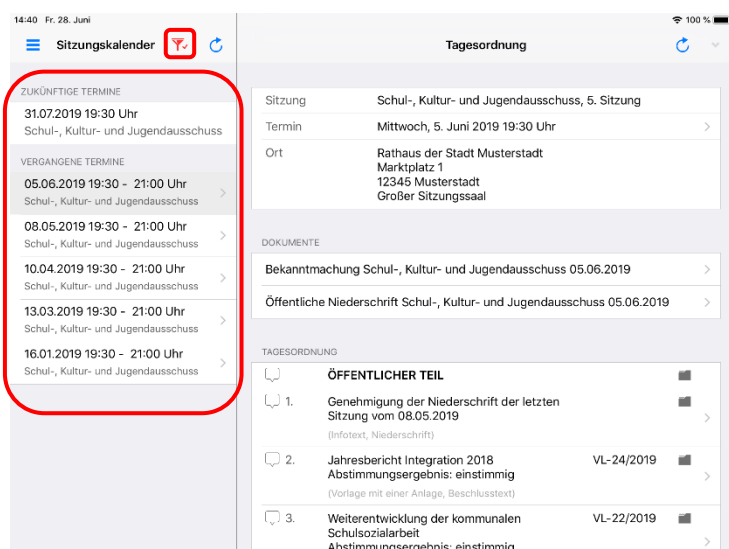 14:40 Fr. 28. Juni
100 %
Sitzungskalender
ZUKÜNFTIGE TERMINE
31.07.2019 19:30 Uhr
Schul-, Kultur- und Jugendausschuss
VERGANGENE TERMINE
05.06.2019 19:30 - 21:00 Uhr
Schul-, Kultur- und Jugendausschuss
08.05.2019 19:30 - 21:00 Uhr
Schul-, Kultur- und Jugendausschuss
10.04.2019 19:30 - 21:00 Uhr
Schul-, Kultur- und Jugendausschuss
13.03.2019 19:30 - 21:00 Uhr
Schul-, Kultur- und Jugendausschuss
16.01.2019 19:30 - 21:00 Uhr
Schul-, Kultur- und Jugendausschuss
Tagesordnung
Sitzung Schul-, Kultur- und Jugendausschuss, 5. Sitzung
Termin Mittwoch, 5. Juni 2019 19:30 Uhr
Ort Rathaus der Stadt Musterstadt
Marktplatz 1
12345 Musterstadt
Großer Sitzungssaal
DOKUMENTE
Bekanntmachung Schul-, Kultur- und Jugendausschuss 05.06.2019
Öffentliche Niederschrift Schul-, Kultur- und Jugendausschuss 05.06.2019
TAGESORDNUNG
ÖFFENTLICHER TEIL
1. Genehmigung der Niederschrift der letzten
Sitzung vom 08.05.2019
(Infotext, Niederschrift)
2. Jahresbericht Integration 2018 VL-24/2019
Abstimmungsergebnis: einstimmig
(Vorlage mit einer Anlage, Beschlusstext)
3. Weiterentwicklung der kommunalen VL-22/2019
Schulsozialarbeit
Abstimmungsergebnis: einstimmig